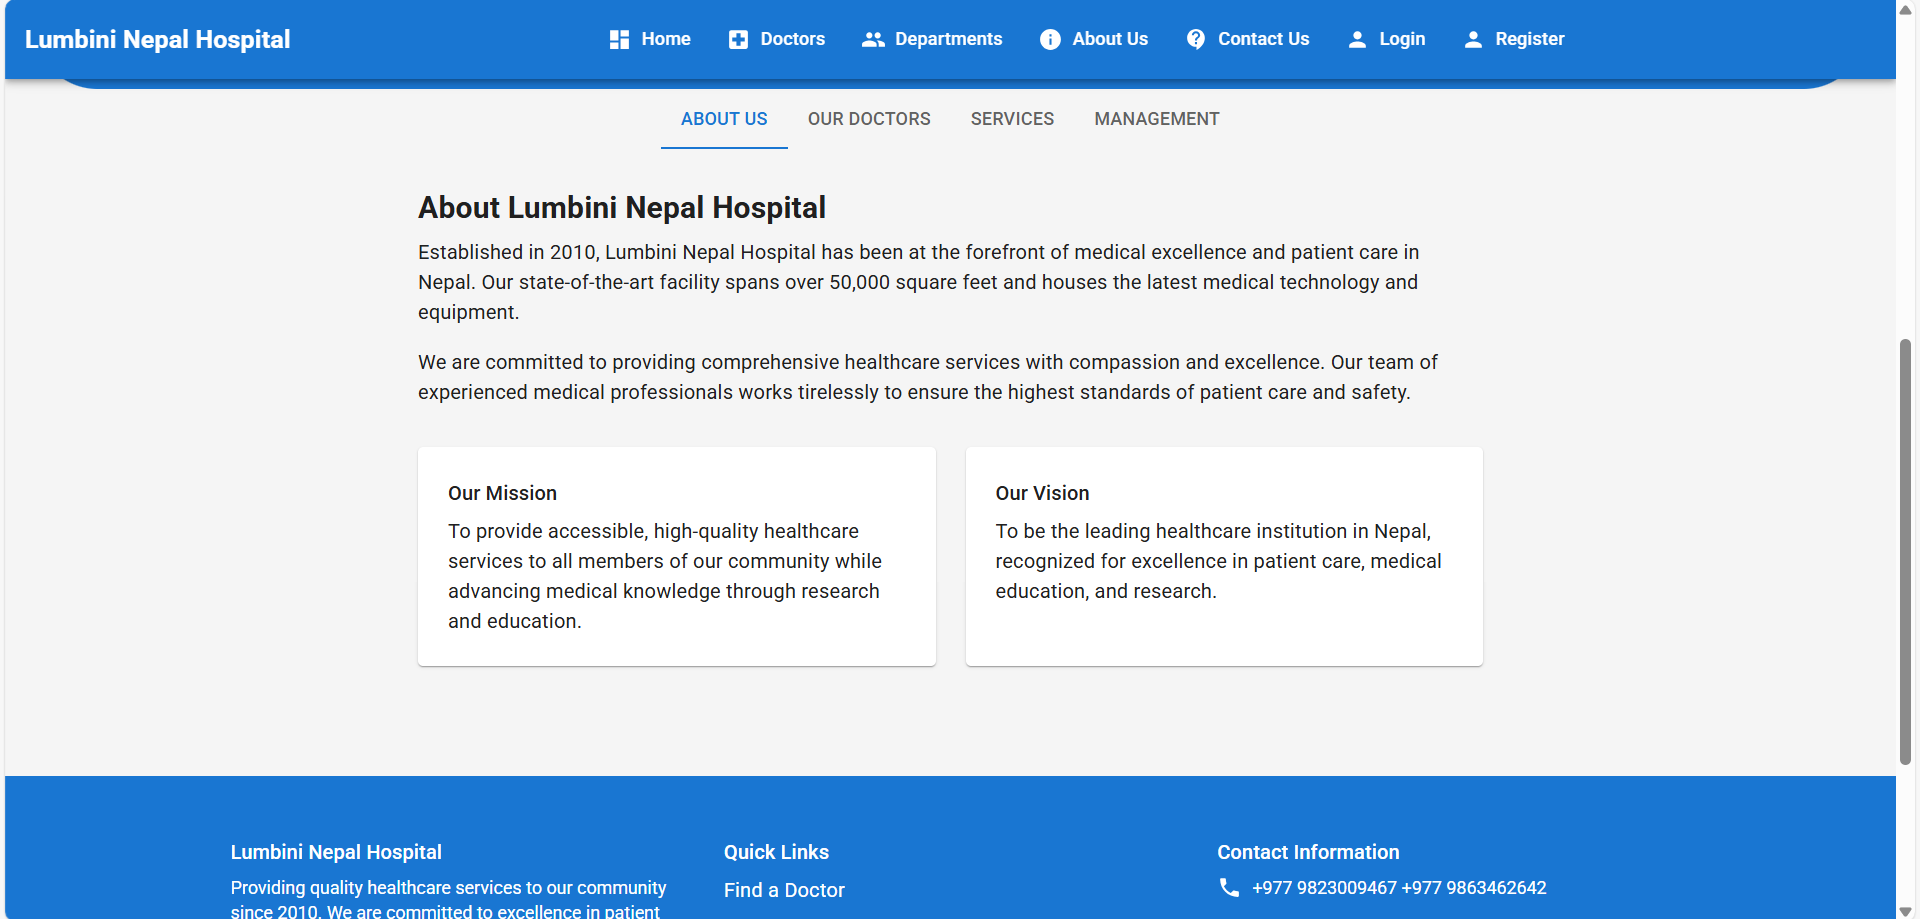 Lumbini Nepal Hospital
Home
Doctors
Departments
About Us
Contact Us
Login
Register
ABOUT US
OUR DOCTORS
SERVICES
MANAGEMENT
About Lumbini Nepal Hospital
Established in 2010, Lumbini Nepal Hospital has been at the forefront of medical excellence and patient care in
Nepal. Our state-of-the-art facility spans over 50,000 square feet and houses the latest medical technology and
equipment.
We are committed to providing comprehensive healthcare services with compassion and excellence. Our team of
experienced medical professionals works tirelessly to ensure the highest standards of patient care and safety.
Our Mission
To provide accessible, high-quality healthcare
services to all members of our community while
advancing medical knowledge through research
and education.
Our Vision
To be the leading healthcare institution in Nepal,
recognized for excellence in patient care, medical
education, and research.
Lumbini Nepal Hospital
Providing quality healthcare services to our community
since 2010. We are committed to excellence in patient
Quick Links
Find a Doctor
Contact Information
+977 9823009467 +977 9863462642